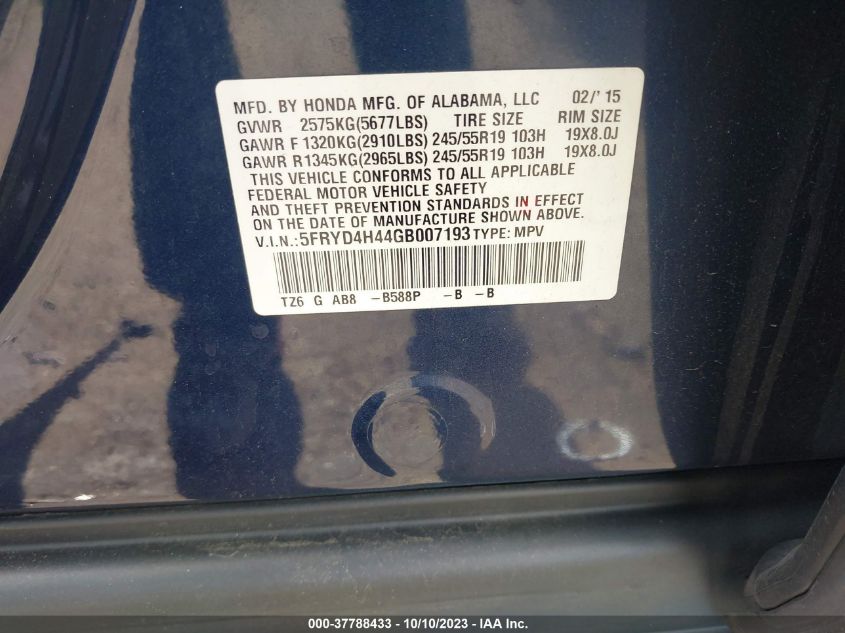 MFD. BY HONDA MFG. OF ALABAMA, LLC 02/' 15
GVWR 2575KG(5677LBS) TIRE SIZE RIM SIZE
GAWR F 1320KG(2910LBS) 245/55R19 103H 19X8.0J
GAWR R1345KG(2965LBS) 245/55R19 103H 19X8.0J
THIS VEHICLE CONFORMS TO ALL APPLICABLE
FEDERAL MOTOR VEHICLE SAFETY
AND THEFT PREVENTION STANDARDS IN EFFECT
ON THE DATE OF MANUFACTURE SHOWN ABOVE.
V.I.N.:5FRYD4H44GB007193 TYPE: MPV
TZ6 G AB8 -B588P -B -B
000-37788433 - 10/10/2023 - IAA Inc.